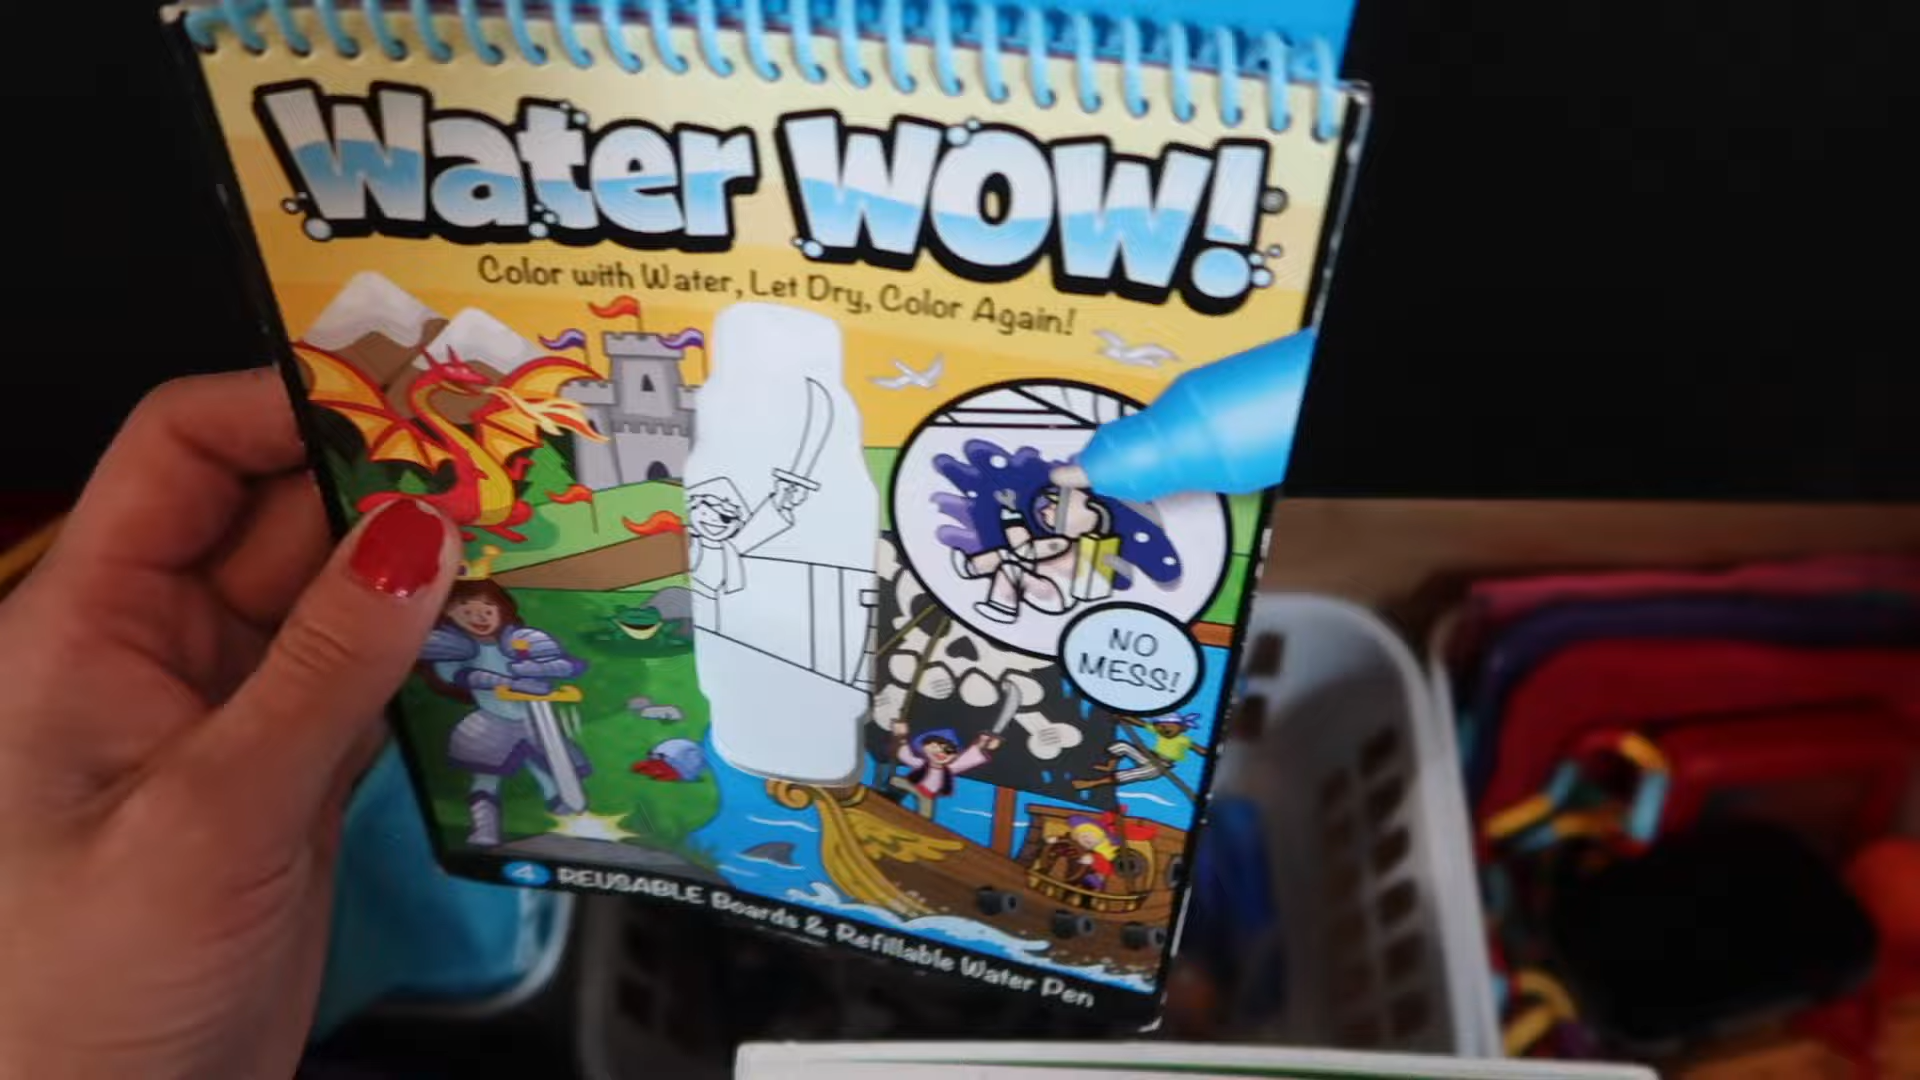 Water WOW!
Color with Water, Let Dry, Color Again!
NO
MESS!
4 REUSABLE Boards & Refillable Water Pen